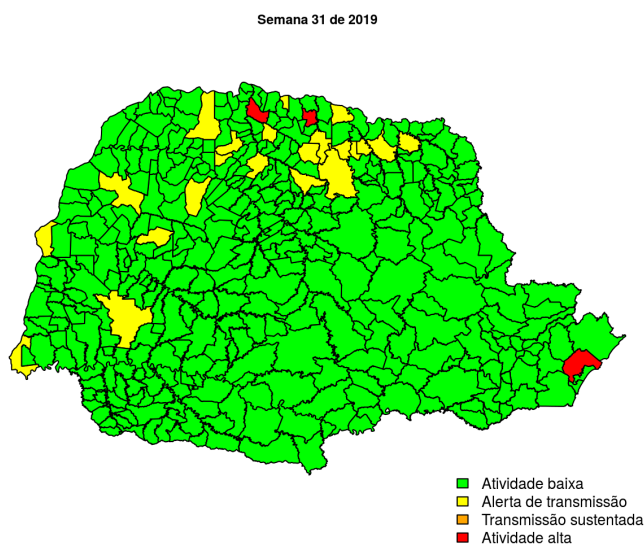 Semana 31 de 2019
Atividade baixa
Alerta de transmissão
Transmissão sustentada
Atividade alta